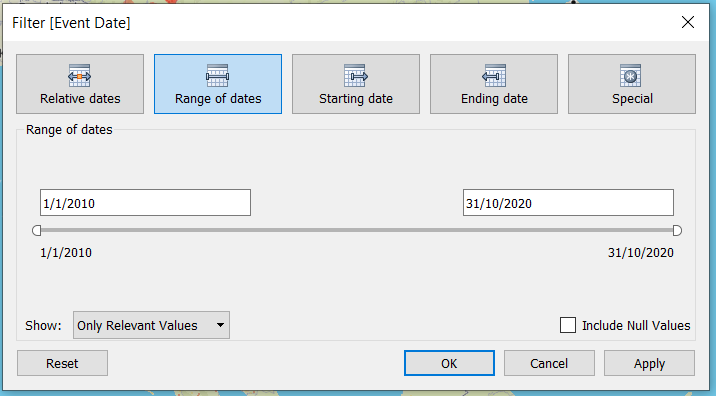 Filter [Event Date]
Relative dates
Range of dates
Starting date
Ending date
Special
Range of dates
1/1/2010
31/10/2020
1/1/2010
31/10/2020
Show:
Only Relevant Values
Include Null Values
Reset
OK
Cancel
Apply